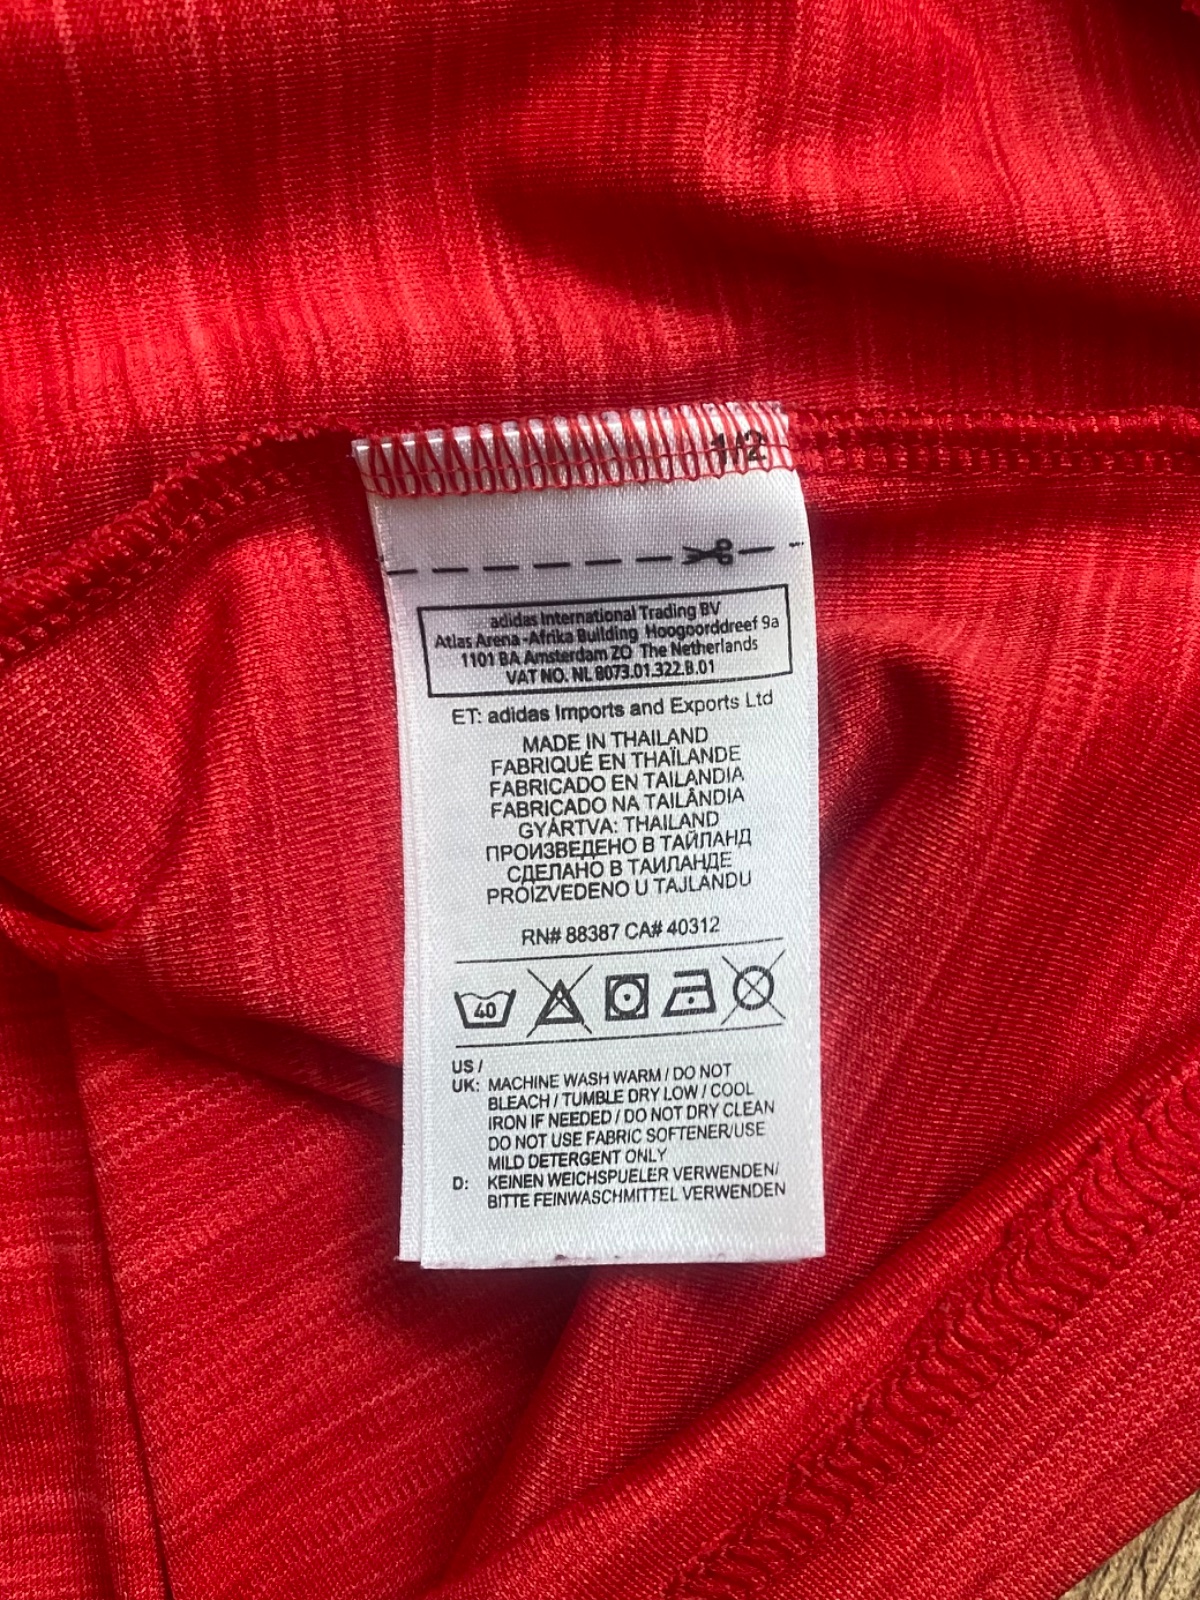 1/2
adidas International Trading BV
Atlas Arena -Afrika Building Hoogoorddreef 9a
1101 BA Amsterdam ZO The Netherlands
VAT NO. NL 8073.01.322.B.01
ET: adidas Imports and Exports Ltd
MADE IN THAILAND
FABRIQUÉ EN THAÏLANDE
FABRICADO EN TAILANDIA
FABRICADO NA TAILÂNDIA
GYÁRTVA: THAILAND
ПРОИЗВЕДЕНО В ТАЙЛАНД
СДЕЛАНО В ТАИЛАНДЕ
PROIZVEDENO U TAJLANDU
RN# 88387 CA# 40312
40
US /
UK: MACHINE WASH WARM / DO NOT
BLEACH / TUMBLE DRY LOW / COOL
IRON IF NEEDED / DO NOT DRY CLEAN
DO NOT USE FABRIC SOFTENER/USE
MILD DETERGENT ONLY
D: KEINEN WEICHSPUELER VERWENDEN/
BITTE FEINWASCHMITTEL VERWENDEN